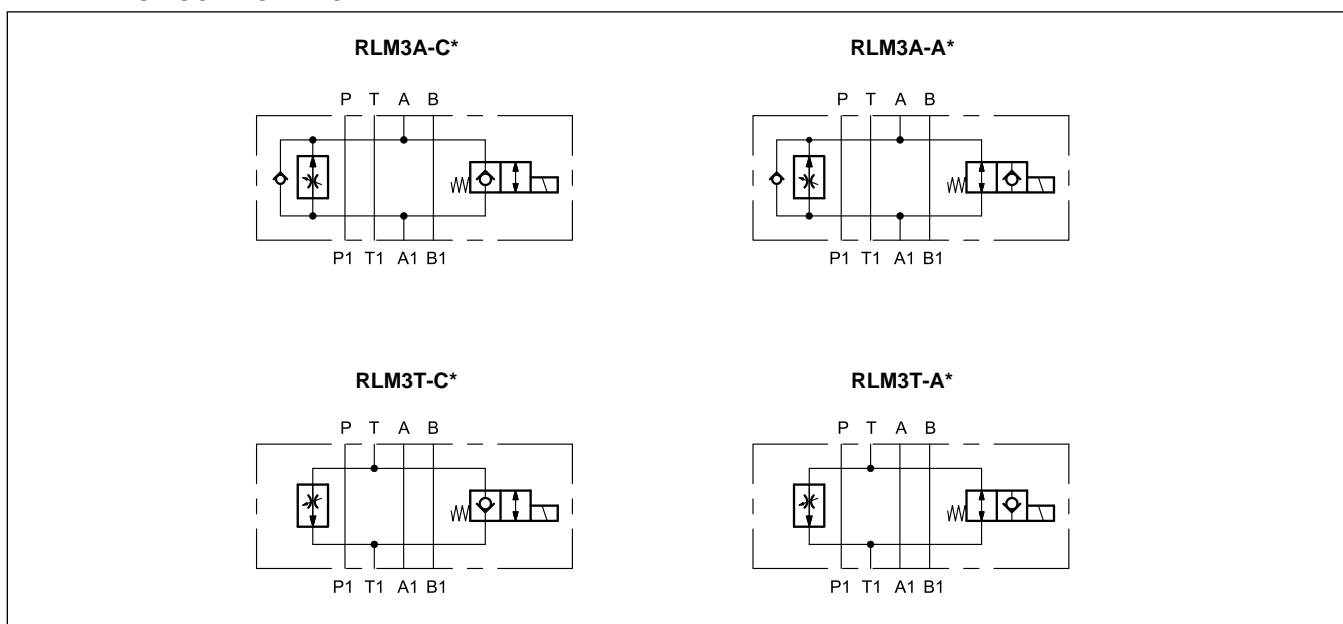 RLM3A-C* RLM3A-A*
P T A B P T A B
P1 T1 A1 B1 P1 T1 A1 B1
RLM3T-C* RLM3T-A*
P T A B P T A B
P1 T1 A1 B1 P1 T1 A1 B1